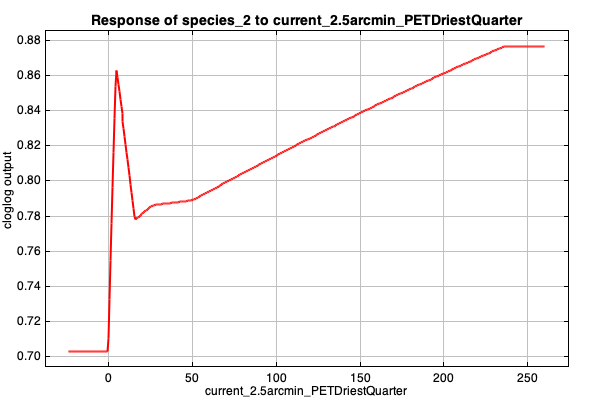 Response of species_2 to current_2.5arcmin_PETDriestQuarter
0.88
0.86
0.84
0.82
0.80
0.78
0.76
0.74
0.72
0.70
cloglog output
0 50 100 150 200 250
current_2.5arcmin_PETDriestQuarter